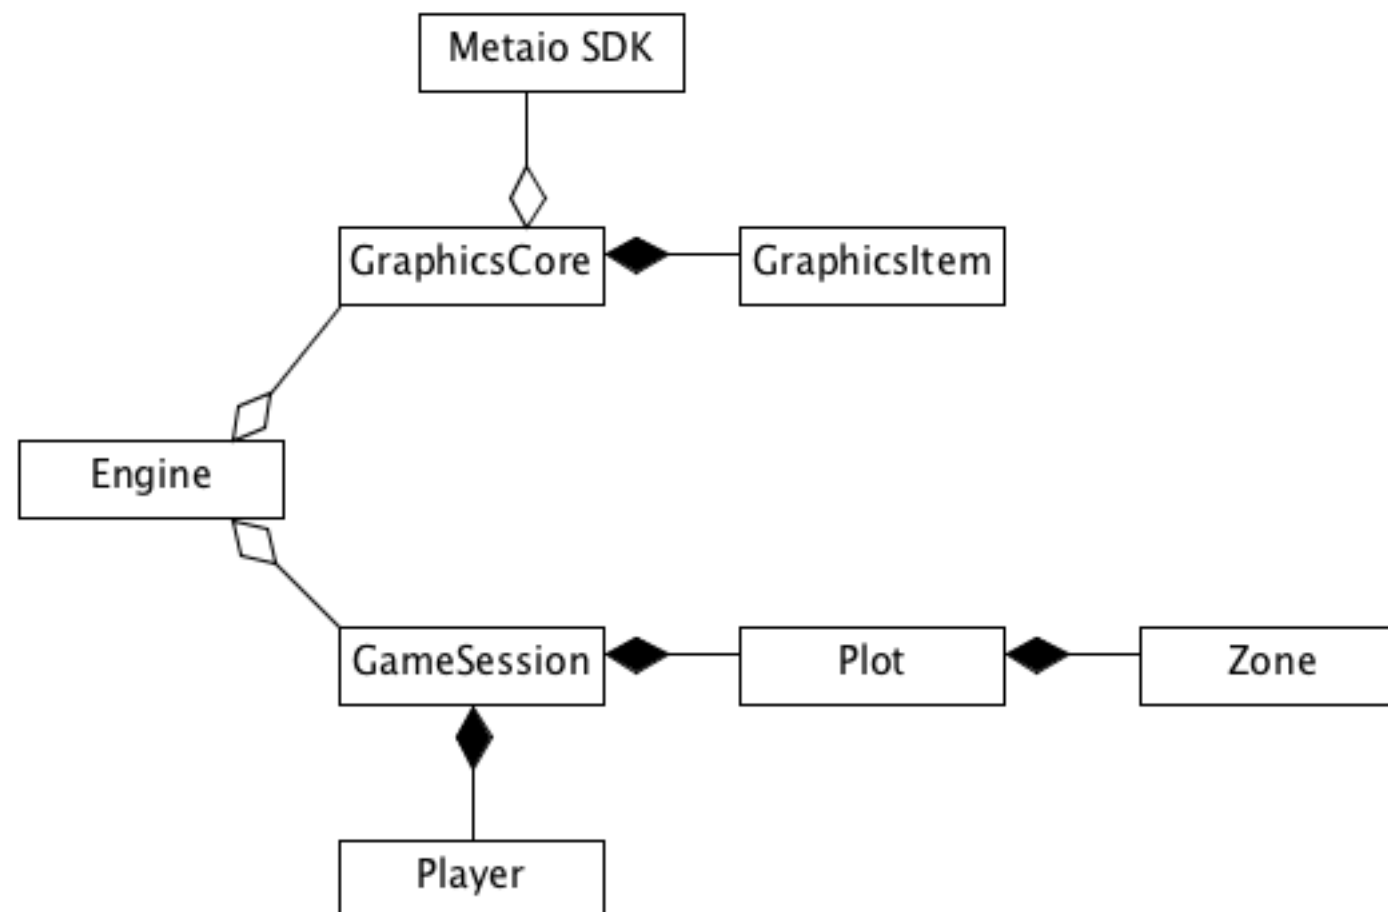 Metaio SDK
GraphicsCore
GraphicsItem
Engine
GameSession
Plot
Zone
Player